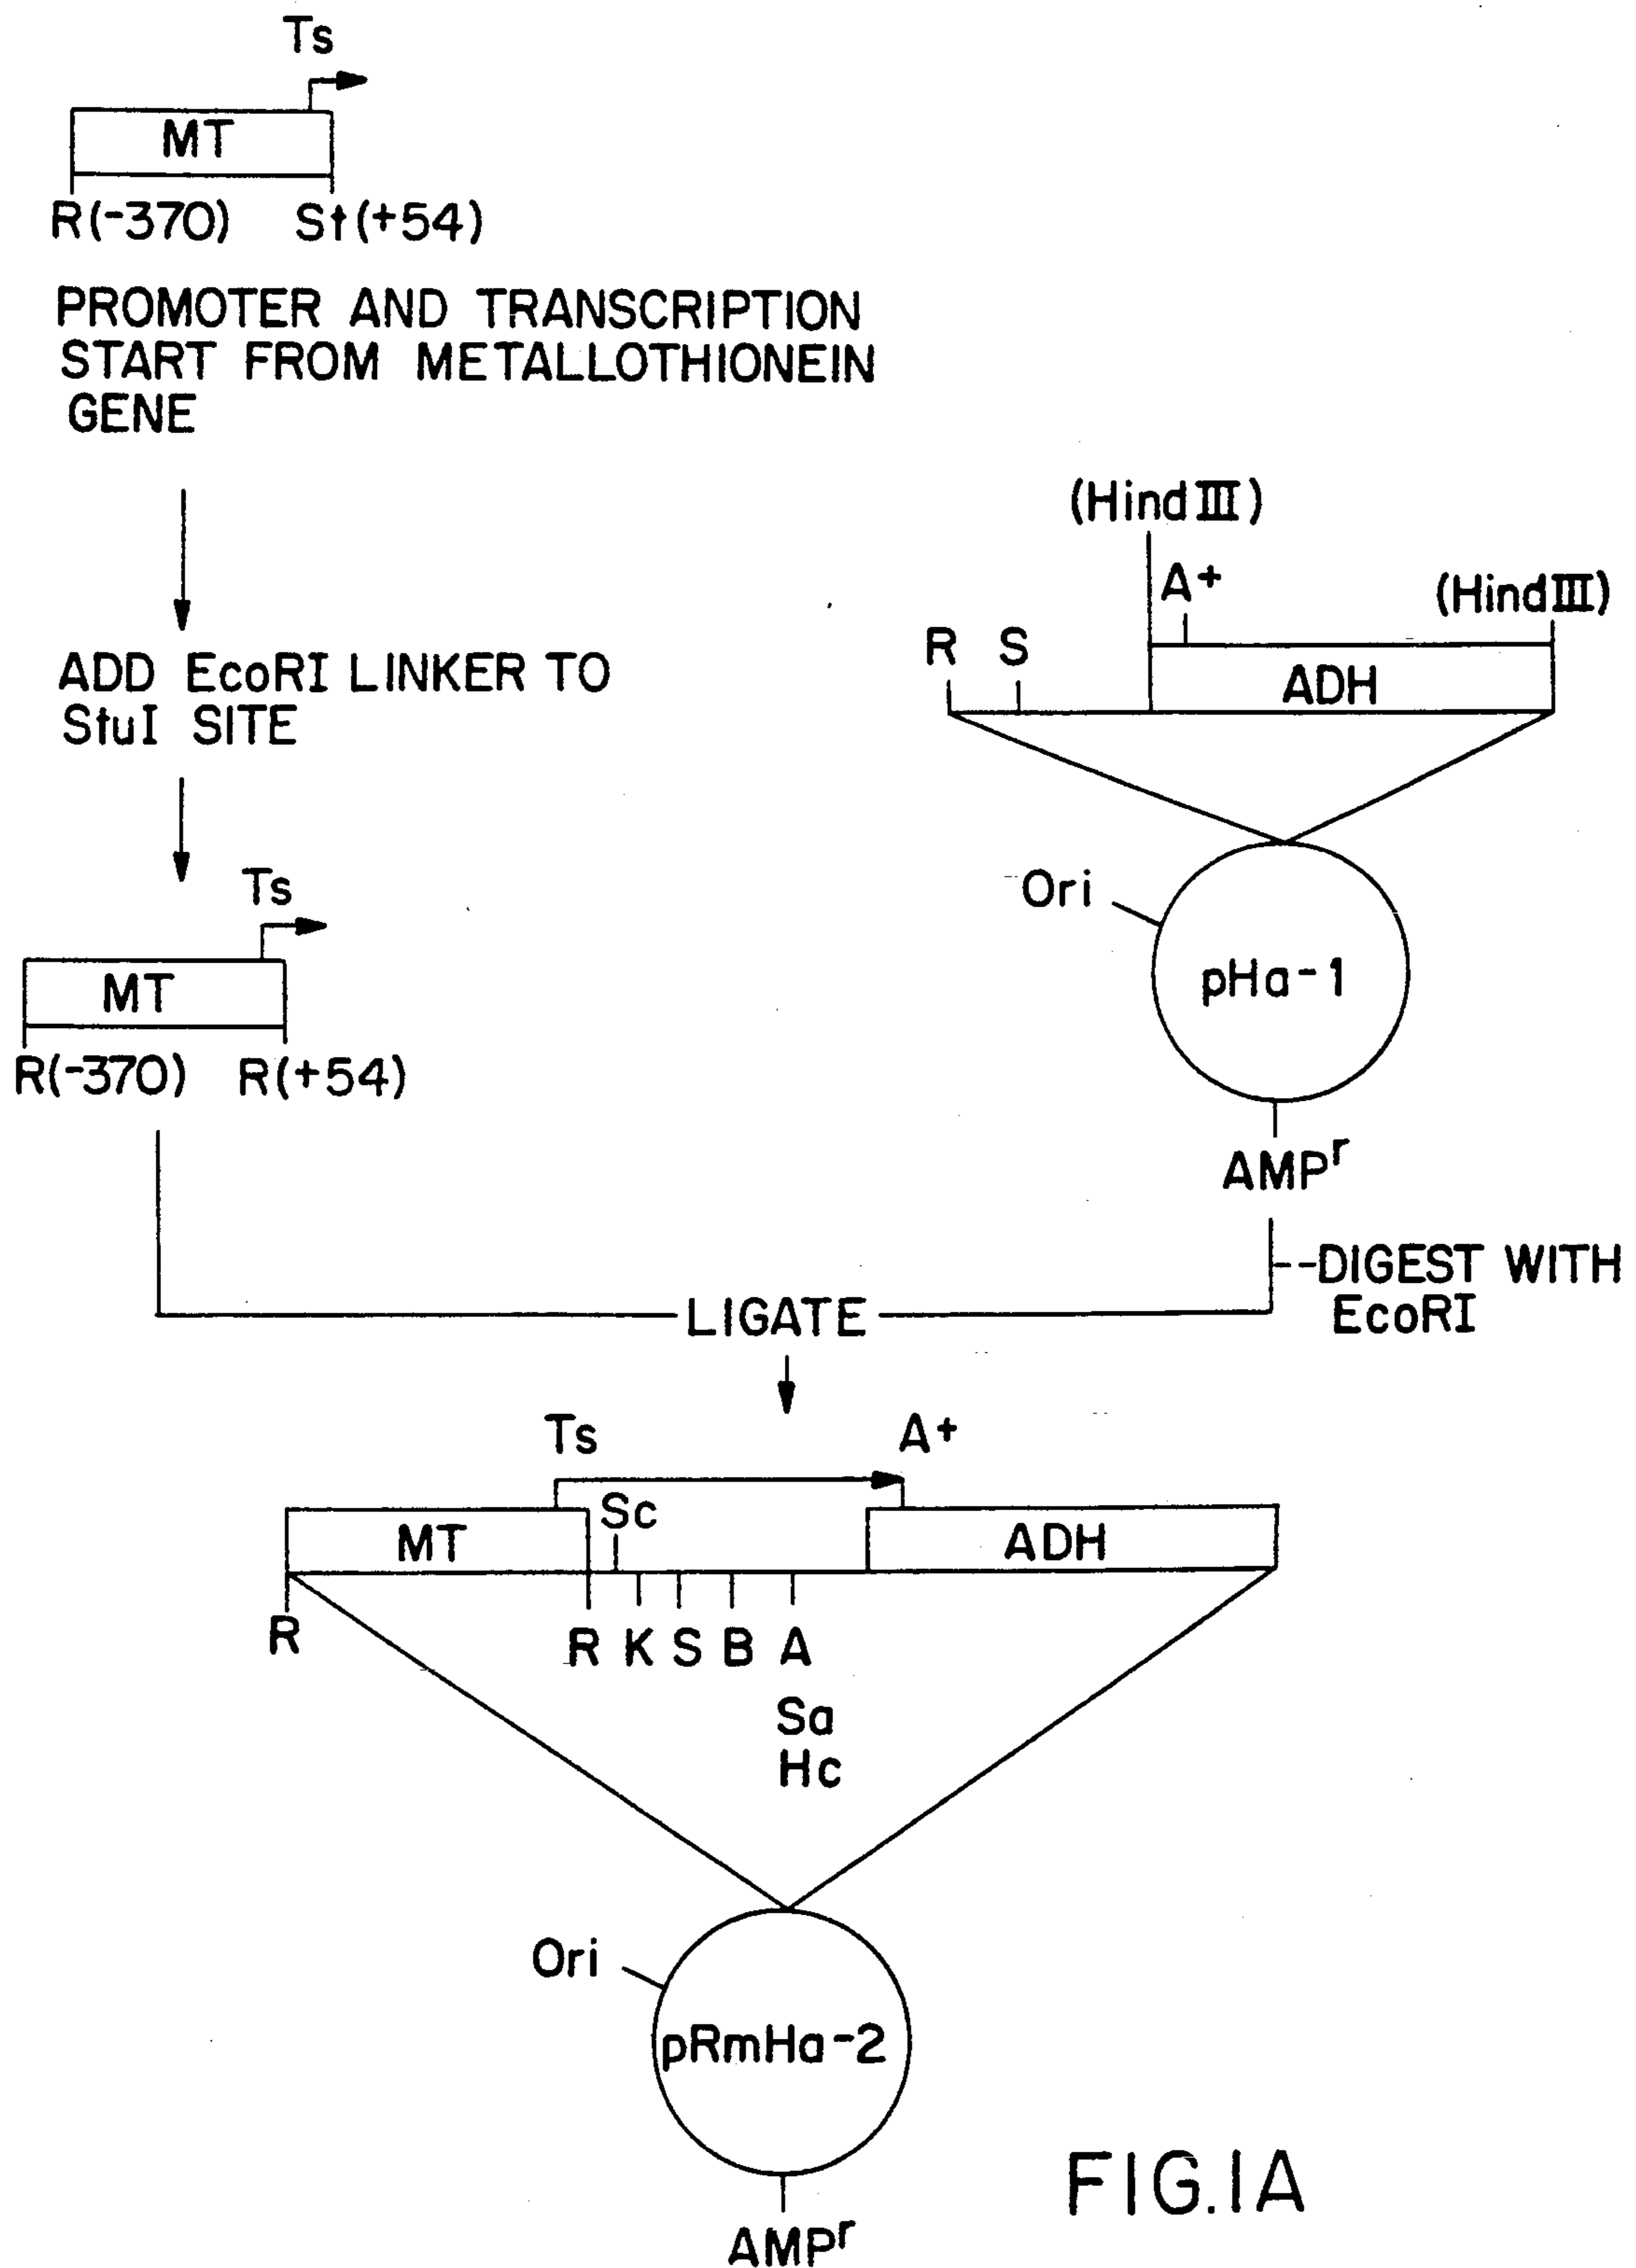 Ts
MT
R(-370) St(+54)
PROMOTER AND TRANSCRIPTION
START FROM METALLOTHIONEIN
GENE
ADD EcoRI LINKER TO
StuI SITE
Ts
MT
R(-370) R(+54)
(HindIII)
A+
(HindIII)
R S
ADH
Ori
pHa-1
AMPr
--DIGEST WITH
EcoRI
LIGATE
Ts A+
Sc
MT ADH
R
R K S B A
Sa
Hc
Ori
pRmHa-2
AMPr
FIG.1A